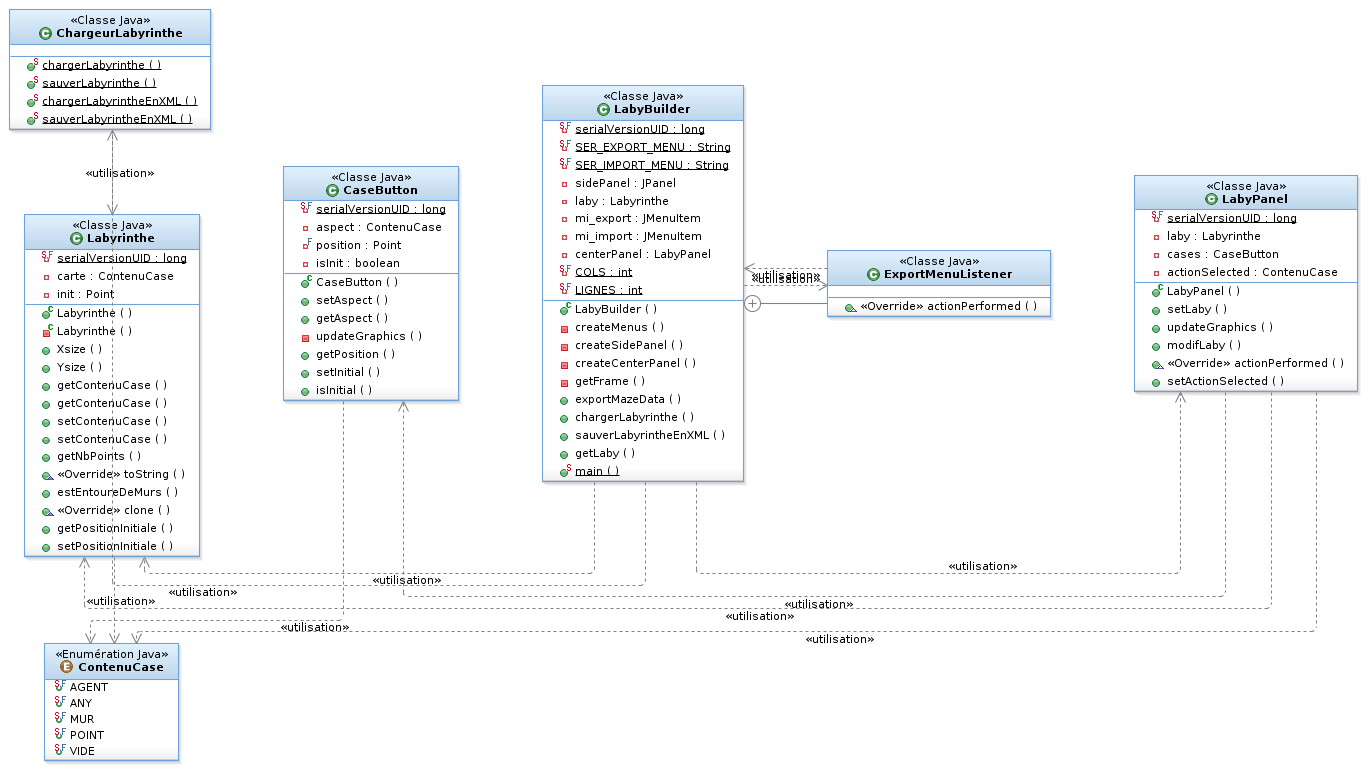 «Classe Java»
ChargeurLabyrinthe
chargerLabyrinthe ( )
sauverLabyrinthe ( )
chargerLabyrintheEnXML ( )
sauverLabyrintheEnXML ( )
«utilisation»
«Classe Java»
Labyrinthe
serialVersionUID : long
carte : ContenuCase
init : Point
Labyrinthe ( )
Labyrinthe ( )
Xsize ( )
Ysize ( )
getContenuCase ( )
getContenuCase ( )
setContenuCase ( )
setContenuCase ( )
getNbPoints ( )
«Override» toString ( )
estEntoureDeMurs ( )
«Override» clone ( )
getPositionInitiale ( )
setPositionInitiale ( )
«Classe Java»
CaseButton
serialVersionUID : long
aspect : ContenuCase
position : Point
isInit : boolean
CaseButton ( )
setAspect ( )
getAspect ( )
updateGraphics ( )
getPosition ( )
setInitial ( )
isInitial ( )
«Classe Java»
LabyBuilder
serialVersionUID : long
SER_EXPORT_MENU : String
SER_IMPORT_MENU : String
sidePanel : JPanel
laby : Labyrinthe
mi_export : JMenuItem
mi_import : JMenuItem
centerPanel : LabyPanel
COLS : int
LIGNES : int
LabyBuilder ( )
createMenus ( )
createSidePanel ( )
createCenterPanel ( )
getFrame ( )
exportMazeData ( )
chargerLabyrinthe ( )
sauverLabyrintheEnXML ( )
getLaby ( )
main ( )
«utilisation»
«utilisation»
«Classe Java»
ExportMenuListener
«Override» actionPerformed ( )
«Classe Java»
LabyPanel
serialVersionUID : long
laby : Labyrinthe
cases : CaseButton
actionSelected : ContenuCase
LabyPanel ( )
setLaby ( )
updateGraphics ( )
modifLaby ( )
«Override» actionPerformed ( )
setActionSelected ( )
«utilisation»
«utilisation»
«utilisation»
«utilisation»
«utilisation»
«utilisation»
«utilisation»
«utilisation»
«Enumération Java»
ContenuCase
AGENT
ANY
MUR
POINT
VIDE